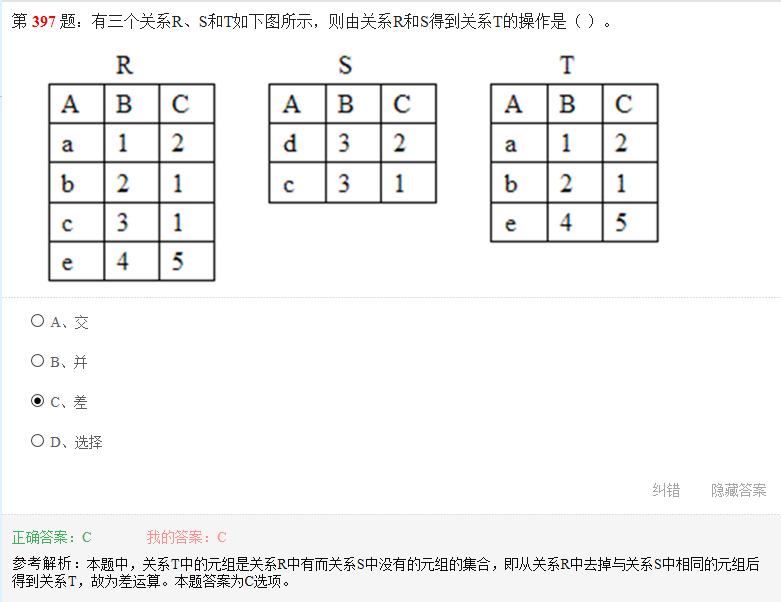 第 397 题：有三个关系R、S和T如下图所示，则由关系R和S得到关系T的操作是（ ）。
R S T
A B C A B C A B C
a 1 2 d 3 2 a 1 2
b 2 1 c 3 1 b 2 1
c 3 1 e 4 5
e 4 5
A、交
B、并
C、差
D、选择
纠错 隐藏答案
正确答案：C 我的答案：C
参考解析：本题中，关系T中的元组是关系R中有而关系S中没有的元组的集合，即从关系R中去掉与关系S中相同的元组后
得到关系T，故为差运算。本题答案为C选项。